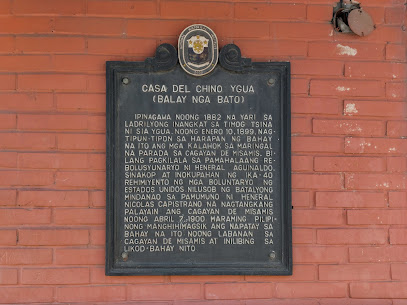 CASA DEL CHINO YGUA
(BALAY NGA BATO)
IPINAGAWA NOONG 1882 NA YARI SA
LADRILYONG INANGKAT SA TIMOG TSINA
NI SIA YGUA. NOONG ENERO 10, 1899, NAG-
TIPUN-TIPON SA HARAPAN NG BAHAY
NA ITO ANG MGA KALAHOK SA MARINGAL
NA PARADA SA CAGAYAN DE MISAMIS, BI-
LANG PAGKILALA SA PAMAHALAANG RE-
BOLUSYUNARYO NI HENERAL AGUINALDO.
SINAKOP AT INOKUPAHAN NG IKA 40
REHIMIYENTO NG MGA BOLUNTARYO NG
ESTADOS UNIDOS. NILUSOB NG BATALYONG
MINDANAO SA PAMUMUNO NI HENERAL
NICOLAS CAPISTRANO NA NAGTANGKANG
PALAYAIN ANG CAGAYAN DE MISAMIS
NOONG ABRIL 7, 1900. MARAMING PILIPI-
NONG MANGHIHIMAGSIK ANG NAPATAY SA
BAHAY NA ITO NOONG LABANAN SA
CAGAYAN DE MISAMIS AT INILIBING SA
LIKOD-BAHAY NITO